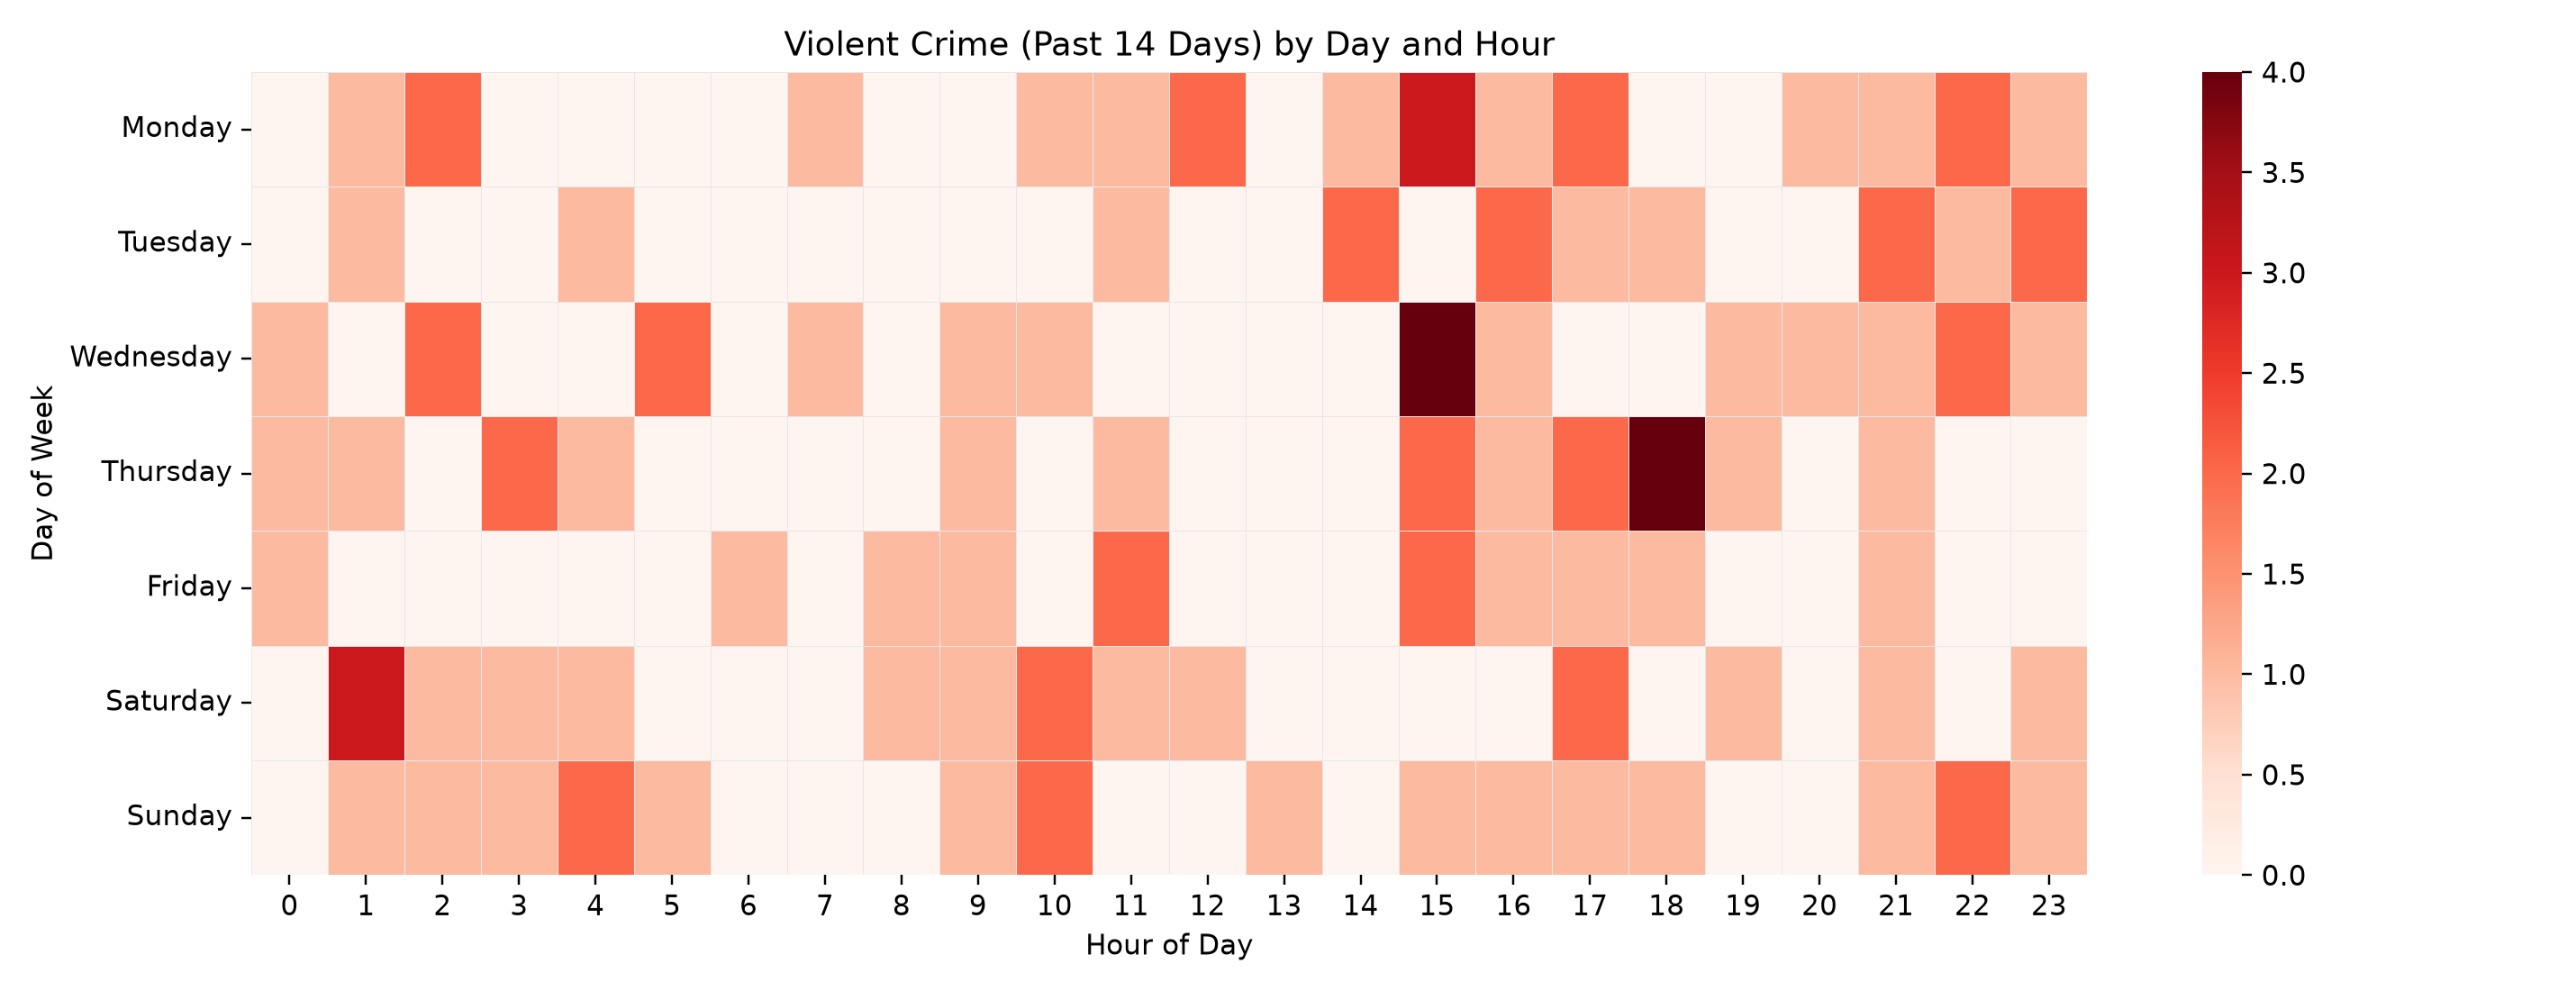 Violent Crime (Past 14 Days) by Day and Hour
Day of Week
Monday
Tuesday
Wednesday
Thursday
Friday
Saturday
Sunday
0 1 2 3 4 5 6 7 8 9 10 11 12 13 14 15 16 17 18 19 20 21 22 23
Hour of Day
4.0
3.5
3.0
2.5
2.0
1.5
1.0
0.5
0.0